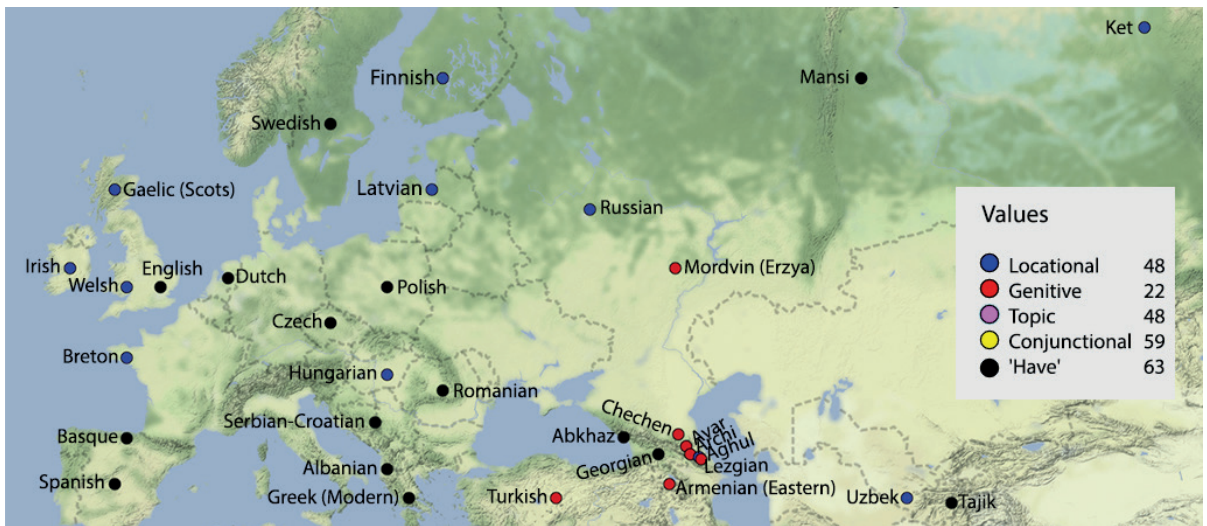 Ket
Finnish
Mansi
Swedish
Gaelic (Scots)
Latvian
Russian
Irish
English
Welsh
Dutch
Polish
Mordvin (Erzya)
Czech
Breton
Hungarian
Romanian
Serbian-Croatian
Chechen
Avar
Archi
Aghul
Lezgian
Basque
Abkhaz
Georgian
Spanish
Albanian
Greek (Modern)
Turkish
Armenian (Eastern)
Uzbek
Tajik
Values
Locational 48
Genitive 22
Topic 48
Conjunctional 59
'Have' 63